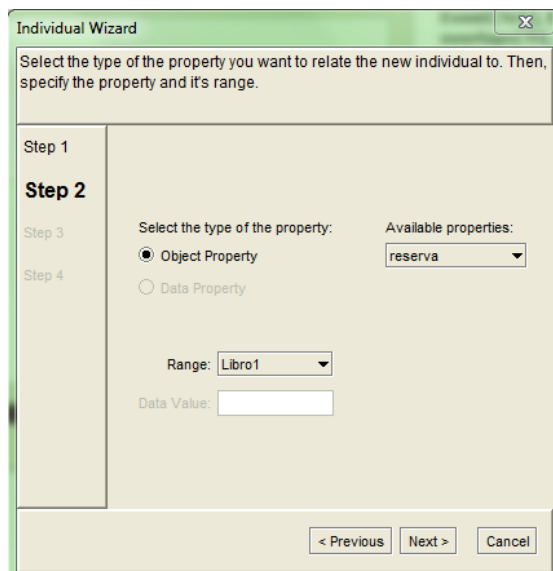 Individual Wizard
Select the type of the property you want to relate the new individual to. Then,
specify the property and it's range.
Step 1
Step 2
Step 3
Step 4
Select the type of the property:
Available properties:
Object Property
reserva
Data Property
Range: Libro1
Data Value:
< Previous Next > Cancel